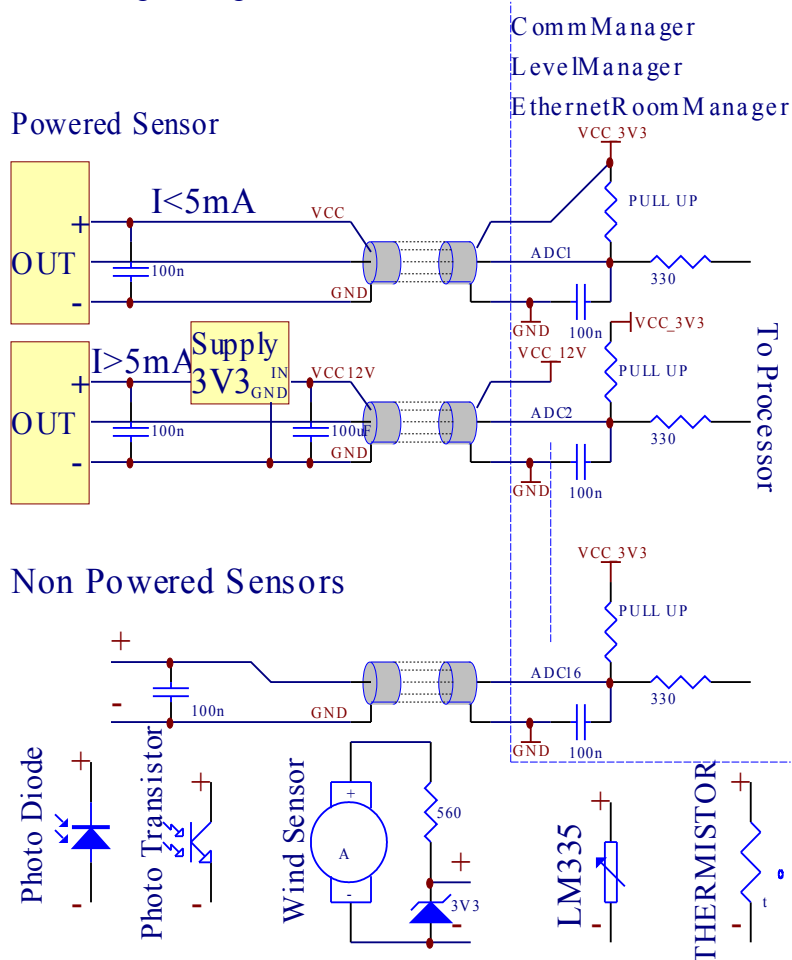 CommManager
LevelManager
EthernetRoomManager
Powered Sensor
VCC_3V3
I<5mA
VCC
PULL UP
+
OUT
-
100n
ADC1
330
GND
GND
100n
I>5mA
Supply
3V3
IN
GND
VCC12V
VCC_12V
VCC_3V3
PULL UP
+
OUT
-
100n
100uF
ADC2
330
GND
GND
100n
To Processor
Non Powered Sensors
VCC_3V3
PULL UP
+
-
100n
GND
ADC16
330
GND
100n
Photo Diode
+
-
Photo Transistor
+
-
Wind Sensor
+
A
-
560
+
3V3
-
LM335
+
-
THERMISTOR
+
-
t
o